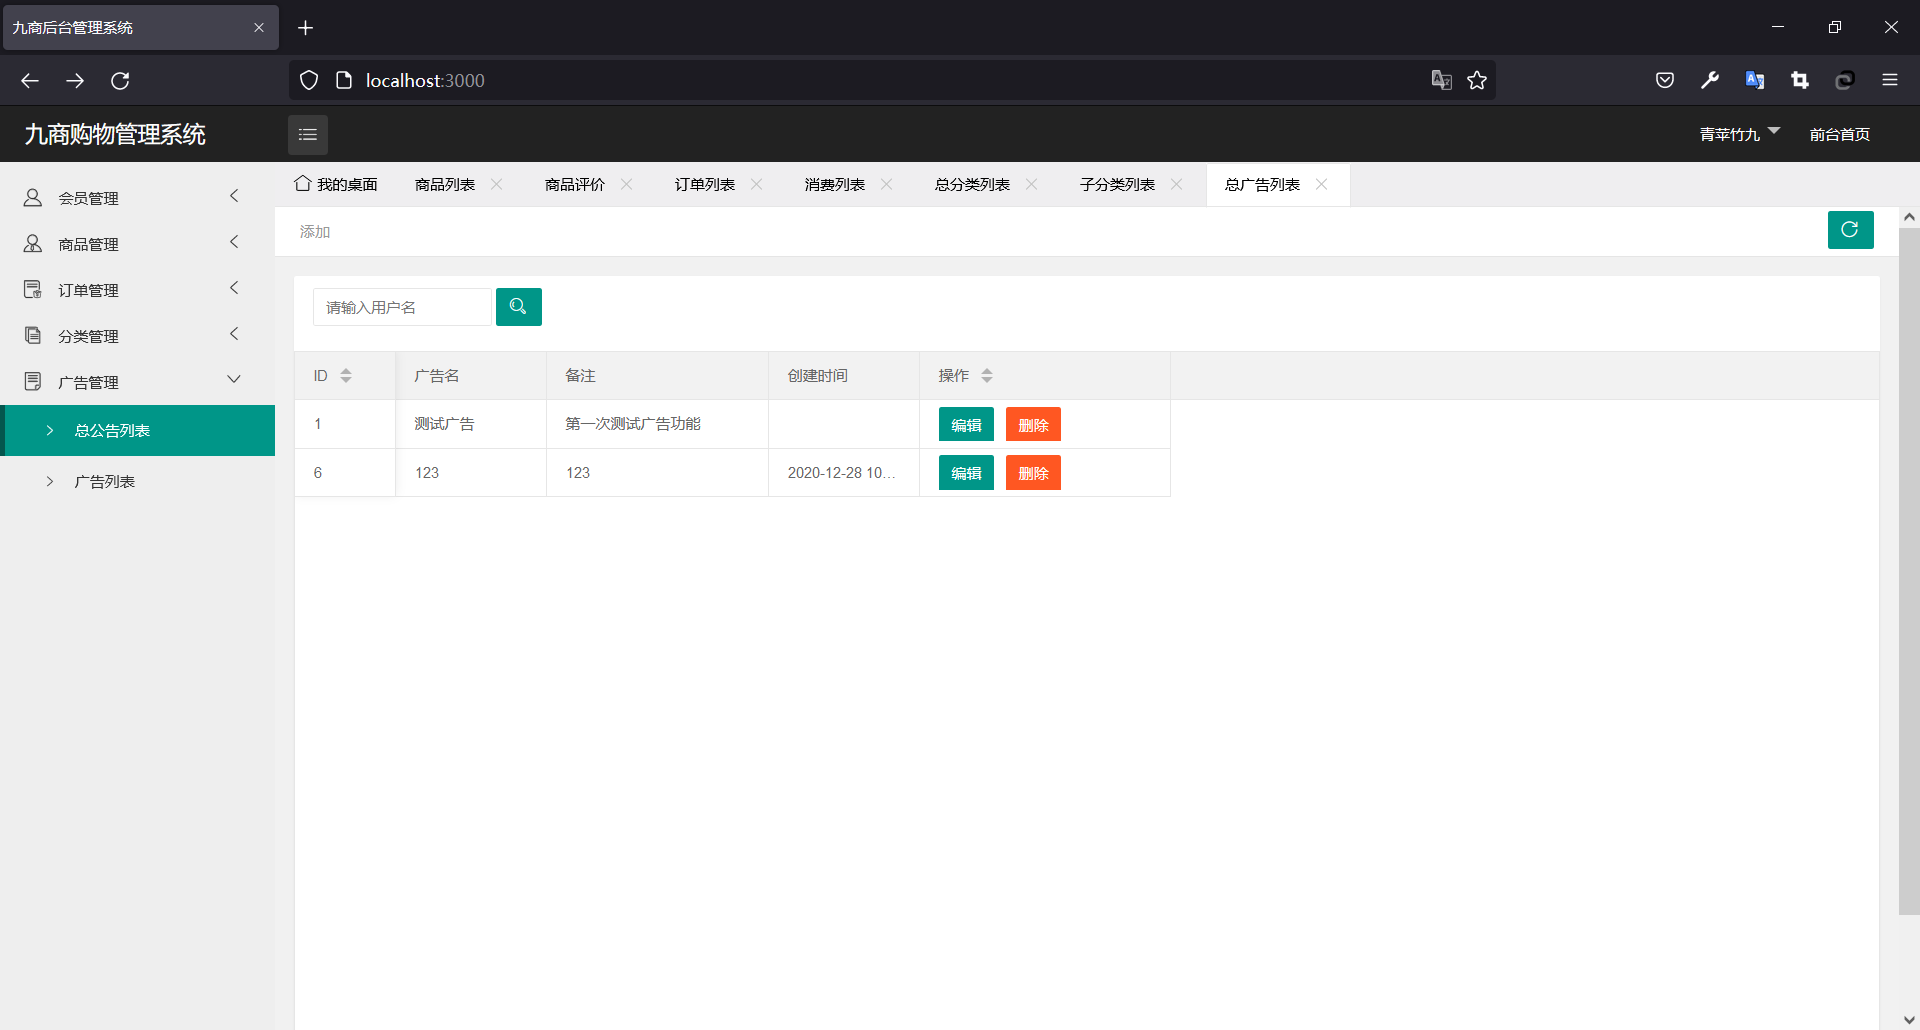 九商后台管理系统
localhost:3000
九商购物管理系统
青苹竹九
前台首页
会员管理
商品管理
订单管理
分类管理
广告管理
总公告列表
广告列表
我的桌面 商品列表 商品评价 订单列表 消费列表 总分类列表 子分类列表 总广告列表
添加
请输入用户名
ID 广告名 备注 创建时间 操作
1 测试广告 第一次测试广告功能 编辑 删除
6 123 123 2020-12-28 10... 编辑 删除